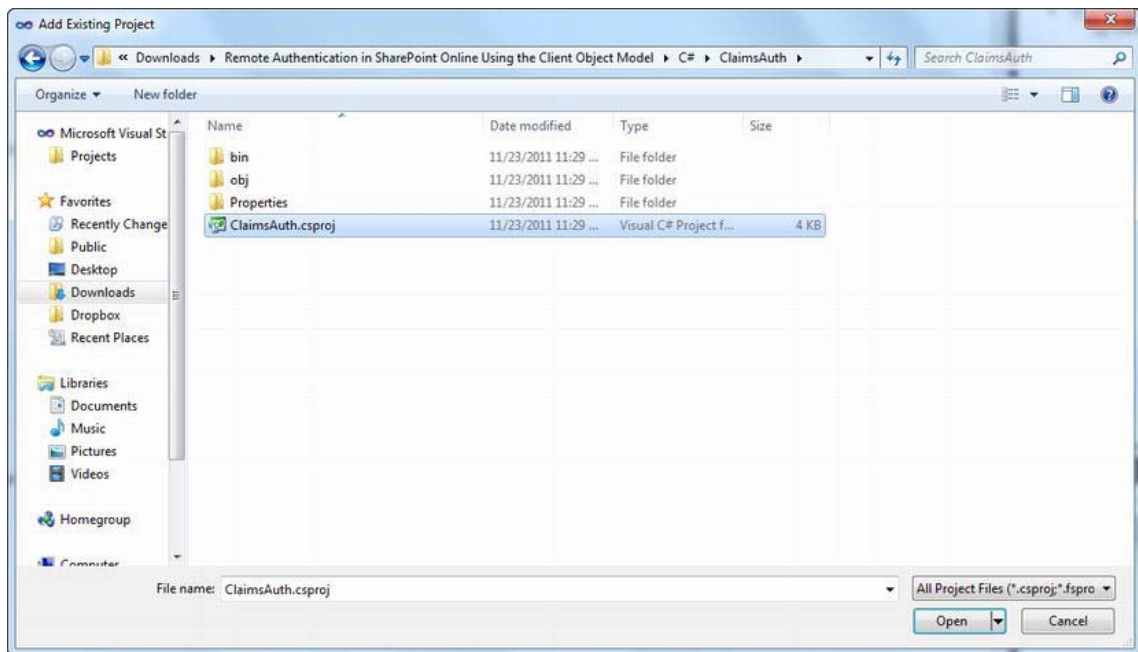 Add Existing Project
« Downloads ▸ Remote Authentication in SharePoint Online Using the Client Object Model ▸ C# ▸ ClaimsAuth ▸
Search ClaimsAuth
Organize New folder
Name Date modified Type Size
Microsoft Visual St
Projects
Favorites
Recently Change
Public
Desktop
Downloads
Dropbox
Recent Places
Libraries
Documents
Music
Pictures
Videos
Homegroup
Computer
bin 11/23/2011 11:29 ... File folder
obj 11/23/2011 11:29 ... File folder
Properties 11/23/2011 11:29 ... File folder
ClaimsAuth.csproj 11/23/2011 11:29 ... Visual C# Project f... 4 KB
File name: ClaimsAuth.csproj
All Project Files (*.csproj;*.fspro
Open Cancel